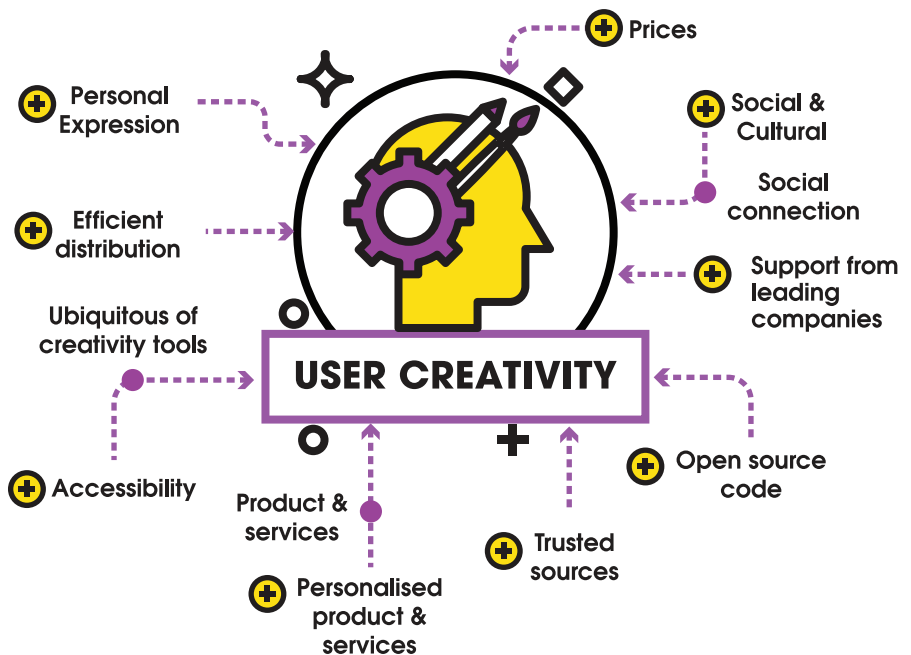 Prices
Personal
Expression
Social &
Cultural
Social
connection
Efficient
distribution
Support from
leading
companies
Ubiquitous of
creativity tools
USER CREATIVITY
Accessibility
Open source
code
Product &
services
Trusted
sources
Personalised
product &
services